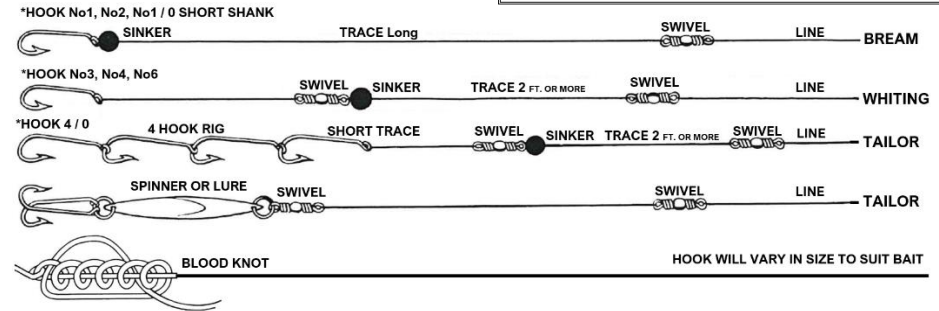 *HOOK No1, No2, No1 / 0 SHORT SHANK
SINKER TRACE Long SWIVEL LINE BREAM
*HOOK No3, No4, No6 SWIVEL SINKER TRACE 2 FT. OR MORE SWIVEL LINE WHITING
*HOOK 4 / 0 4 HOOK RIG SHORT TRACE SWIVEL SINKER TRACE 2 FT. OR MORE SWIVEL LINE TAILOR
SPINNER OR LURE SWIVEL SWIVEL LINE TAILOR
BLOOD KNOT HOOK WILL VARY IN SIZE TO SUIT BAIT